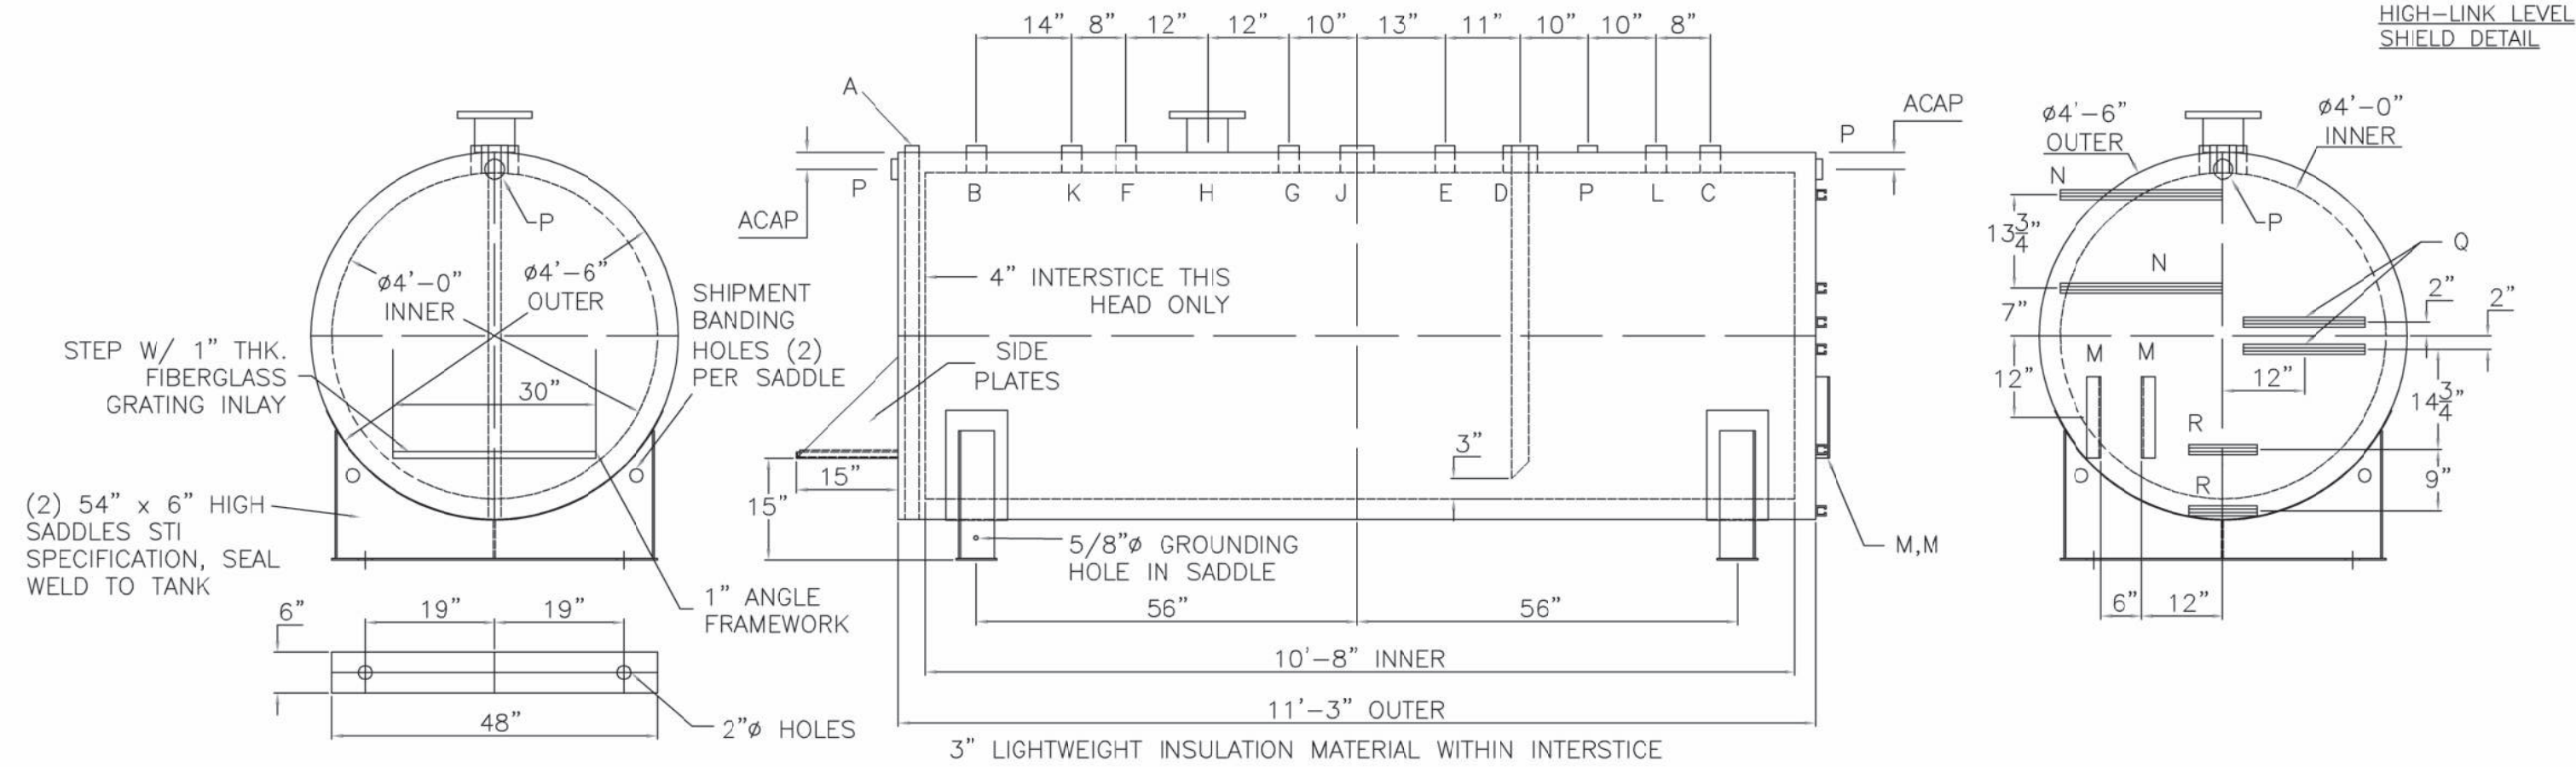 HIGH-LINK LEVEL
SHIELD DETAIL
14" 8" 12" 12" 10" 13" 11" 10" 10" 8"
A
ACAP
P
B K F H G J E D P L C
P
ACAP
4" INTERSTICE THIS
HEAD ONLY
SIDE
PLATES
3"
15"
15"
5/8"ø GROUNDING
HOLE IN SADDLE
M,M
56" 56"
10'-8" INNER
11'-3" OUTER
3" LIGHTWEIGHT INSULATION MATERIAL WITHIN INTERSTICE
P
ø4'-0"
INNER
ø4'-6"
OUTER
SHIPMENT
BANDING
HOLES (2)
PER SADDLE
STEP W/ 1" THK.
FIBERGLASS
GRATING INLAY
30"
(2) 54" x 6" HIGH
SADDLES STI
SPECIFICATION, SEAL
WELD TO TANK
1" ANGLE
FRAMEWORK
6"
19" 19"
48"
2"ø HOLES
ø4'-6"
OUTER
ø4'-0"
INNER
N
P
13 3/4"
Q
N
2"
2"
7"
M M
12"
12"
14 3/4"
R
R
9"
6" 12"